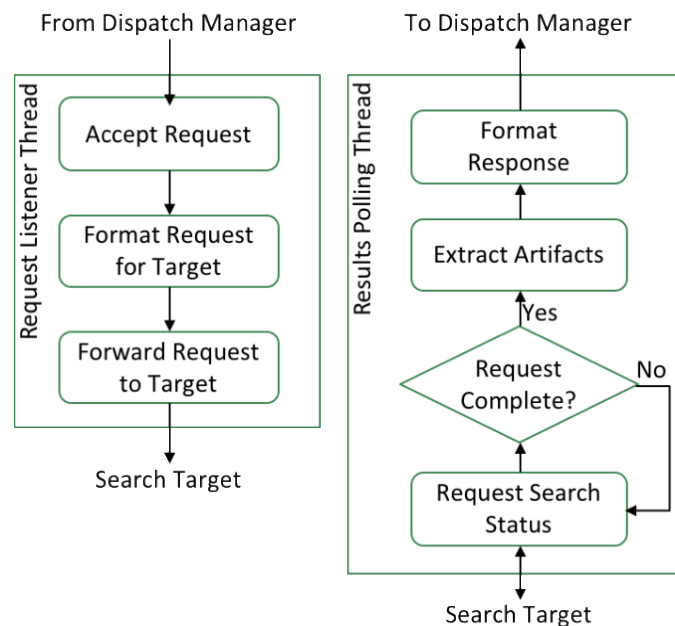 From Dispatch Manager
Request Listener Thread
Accept Request
Format Request
for Target
Forward Request
to Target
Search Target
To Dispatch Manager
Results Polling Thread
Format
Response
Extract Artifacts
Yes
Request
Complete?
No
Request Search
Status
Search Target